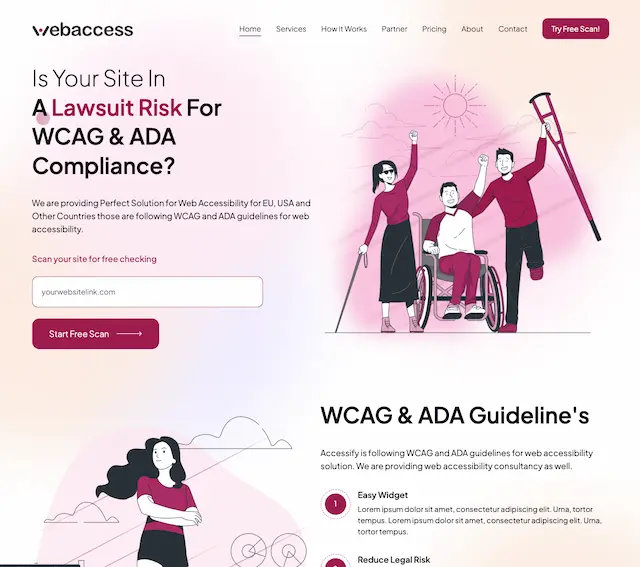 webaccess
Home Services How It Works Partner Pricing About Contact Try Free Scan!
Is Your Site In
A Lawsuit Risk For
WCAG & ADA
Compliance?
We are providing Perfect Solution for Web Accessibility for EU, USA and
Other Countries those are following WCAG and ADA guidelines for web
accessibility.
Scan your site for free checking
yourwebsitelink.com
Start Free Scan
WCAG & ADA Guideline's
Accessify is following WCAG and ADA guidelines for web accessibility
solution. We are providing web accessibility consultancy as well.
1
Easy Widget
Lorem ipsum dolor sit amet, consectetur adipiscing elit. Urna, tortor
tempus. Lorem ipsum dolor sit amet, consectetur adipiscing elit. Urna,
tortor tempus.
Reduce Legal Risk